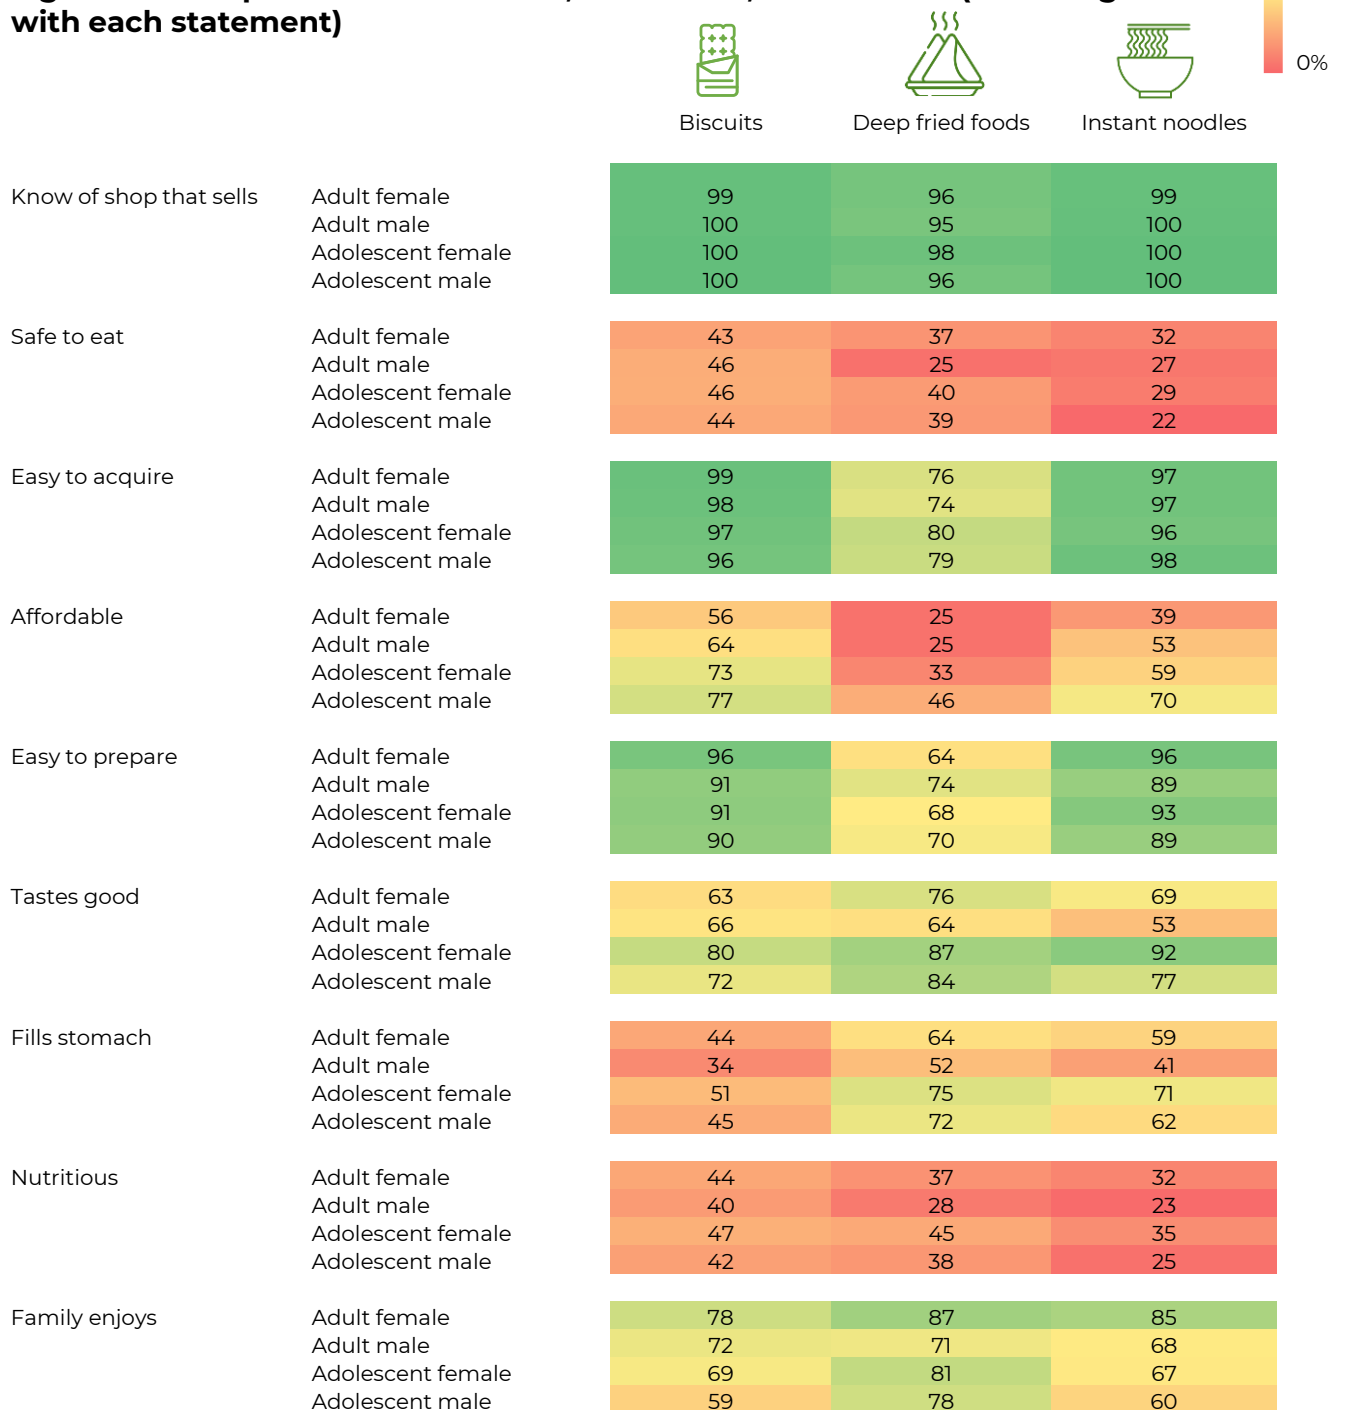 with each statement)
0%
Biscuits Deep fried foods Instant noodles
Know of shop that sells Adult female 99 96 99
Adult male 100 95 100
Adolescent female 100 98 100
Adolescent male 100 96 100
Safe to eat Adult female 43 37 32
Adult male 46 25 27
Adolescent female 46 40 29
Adolescent male 44 39 22
Easy to acquire Adult female 99 76 97
Adult male 98 74 97
Adolescent female 97 80 96
Adolescent male 96 79 98
Affordable Adult female 56 25 39
Adult male 64 25 53
Adolescent female 73 33 59
Adolescent male 77 46 70
Easy to prepare Adult female 96 64 96
Adult male 91 74 89
Adolescent female 91 68 93
Adolescent male 90 70 89
Tastes good Adult female 63 76 69
Adult male 66 64 53
Adolescent female 80 87 92
Adolescent male 72 84 77
Fills stomach Adult female 44 64 59
Adult male 34 52 41
Adolescent female 51 75 71
Adolescent male 45 72 62
Nutritious Adult female 44 37 32
Adult male 40 28 23
Adolescent female 47 45 35
Adolescent male 42 38 25
Family enjoys Adult female 78 87 85
Adult male 72 71 68
Adolescent female 69 81 67
Adolescent male 59 78 60